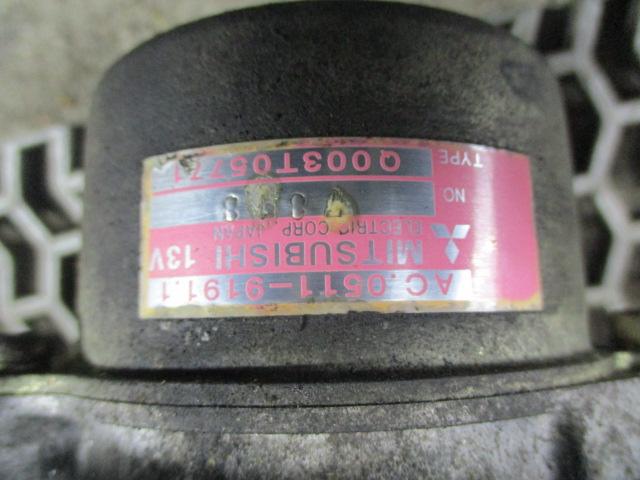 AC.0511-9191.1
MITSUBISHI 13V
ELECTRIC CORP. JAPAN
NO
TYPE Q003T05771